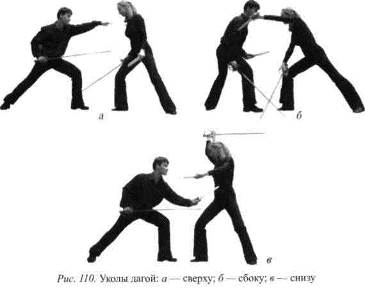 а
б
в
Рис. 110. Уколы дагой: а — сверху; б — сбоку; в — снизу